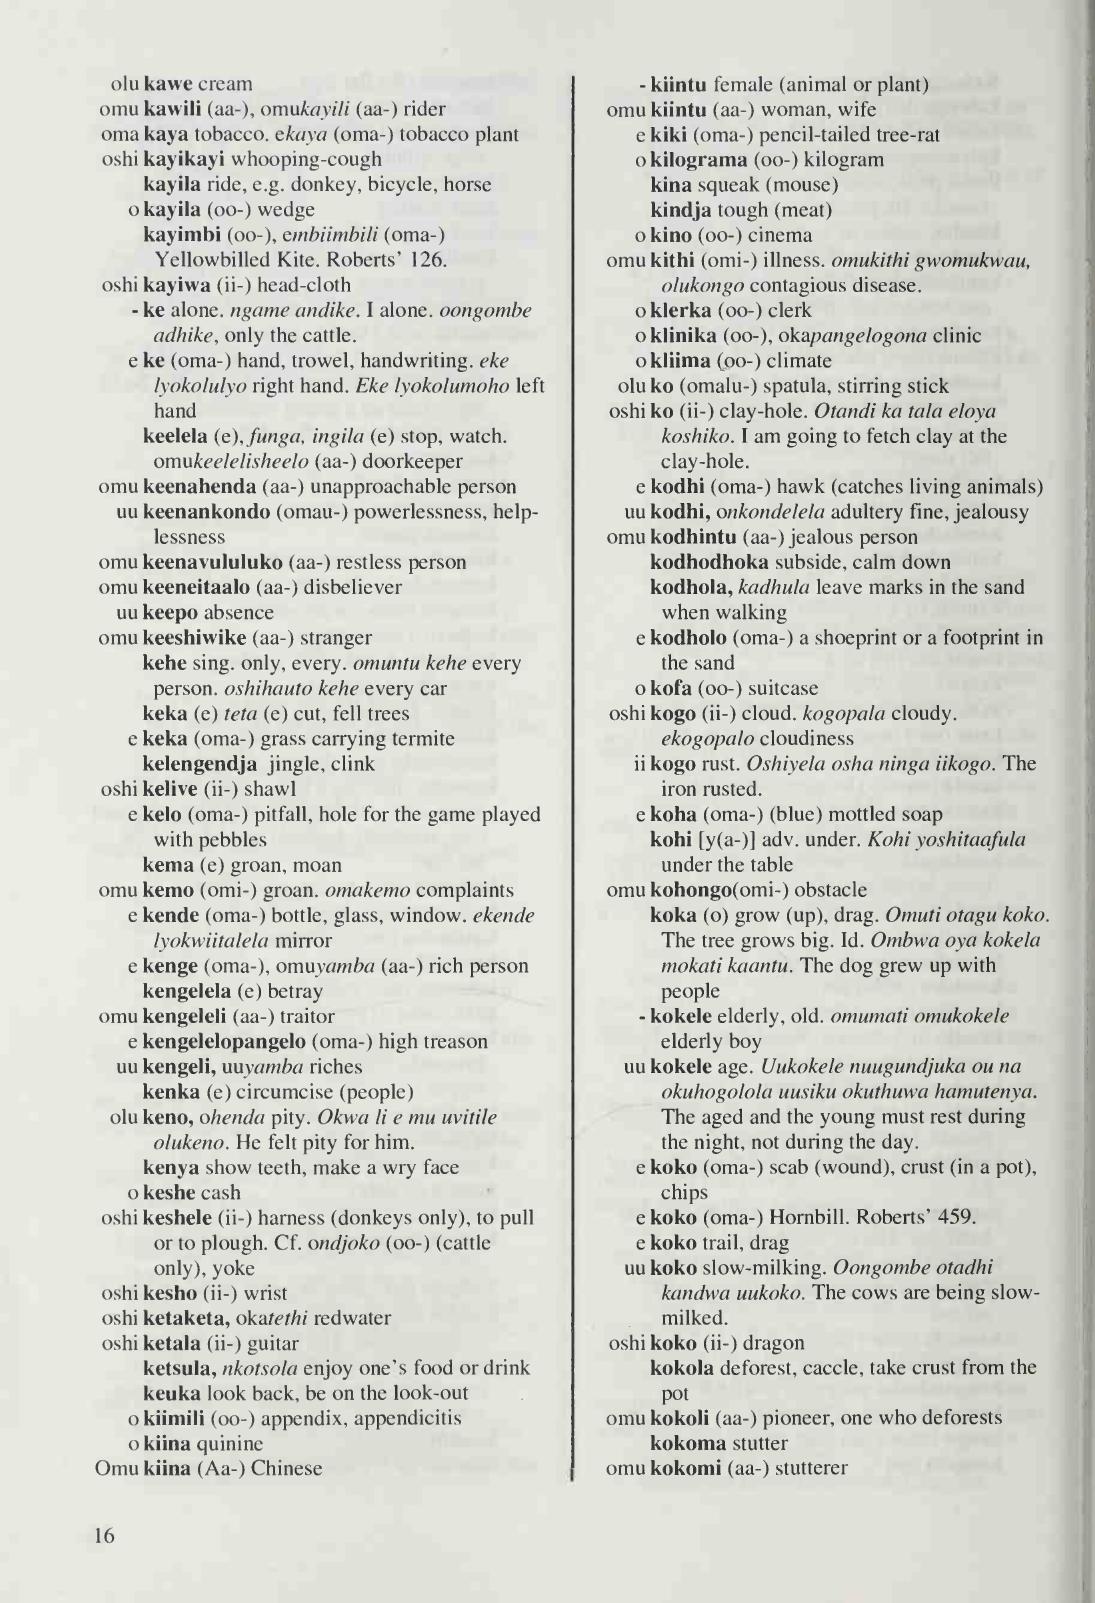 olu kawe cream
omu kawili (aa-), omukayili (aa-) rider
oma kaya tobacco. ekaya (oma-) tobacco plant
oshi kayikayi whooping-cough
kayila ride, e.g. donkey, bicycle, horse
o kayila (oo-) wedge
kayimbi (oo-), embiimbili (oma-)
Yellowbilled Kite. Roberts' 126.
oshi kayiwa (ii-) head-cloth
- ke alone. ngame andike. I alone. oongombe
adhike, only the cattle.
e ke (oma-) hand, trowel, handwriting. eke
lyokolulyo right hand. Eke lyokolumoho left
hand
keelela (e), funga, ingila (e) stop, watch.
omukeelelisheelo (aa-) doorkeeper
omu keenahenda (aa-) unapproachable person
uu keenankondo (omau-) powerlessness, help-
lessness
omu keenavululuko (aa-) restless person
omu keeneitaalo (aa-) disbeliever
uu keepo absence
omu keeshiwike (aa-) stranger
kehe sing. only, every. omuntu kehe every
person. oshihauto kehe every car
keka (e) teta (e) cut, fell trees
e keka (oma-) grass carrying termite
kelengendja jingle, clink
oshi kelive (ii-) shawl
e kelo (oma-) pitfall, hole for the game played
with pebbles
kema (e) groan, moan
omu kemo (omi-) groan. omakemo complaints
e kende (oma-) bottle, glass, window. ekende
lyokwiitalela mirror
e kenge (oma-), omuyamba (aa-) rich person
kengelela (e) betray
omu kengeleli (aa-) traitor
e kengelelopangelo (oma-) high treason
uu kengeli, uuyamba riches
kenka (e) circumcise (people)
olu keno, ohenda pity. Okwa li e mu uvitile
olukeno. He felt pity for him.
kenya show teeth, make a wry face
o keshe cash
oshi keshele (ii-) harness (donkeys only), to pull
or to plough. Cf. ondjoko (oo-) (cattle
only), yoke
oshi kesho (ii-) wrist
oshi ketaketa, okatethi redwater
oshi ketala (ii-) guitar
ketsula, nkotsola enjoy one's food or drink
keuka look back, be on the look-out
o kiimili (oo-) appendix, appendicitis
o kiina quinine
Omu kiina (Aa-) Chinese
- kiintu female (animal or plant)
omu kiintu (aa-) woman, wife
e kiki (oma-) pencil-tailed tree-rat
o kilograma (oo-) kilogram
kina squeak (mouse)
kindja tough (meat)
o kino (oo-) cinema
omu kithi (omi-) illness. omukithi gwomukwau,
olukongo contagious disease.
o klerka (oo-) clerk
o klinika (oo-), okapangelogona clinic
o kliima (oo-) climate
olu ko (omalu-) spatula, stirring stick
oshi ko (ii-) clay-hole. Otandi ka tala eloya
koshiko. I am going to fetch clay at the
clay-hole.
e kodhi (oma-) hawk (catches living animals)
uu kodhi, onkondelela adultery fine, jealousy
omu kodhintu (aa-) jealous person
kodhodhoka subside, calm down
kodhola, kadhula leave marks in the sand
when walking
e kodholo (oma-) a shoeprint or a footprint in
the sand
o kofa (oo-) suitcase
oshi kogo (ii-) cloud. kogopala cloudy.
ekogopalo cloudiness
ii kogo rust. Oshiyela osha ninga iikogo. The
iron rusted.
e koha (oma-) (blue) mottled soap
kohi [y(a-)] adv. under. Kohi yoshitaafula
under the table
omu kohongo(omi-) obstacle
koka (o) grow (up), drag. Omuti otagu koko.
The tree grows big. Id. Ombwa oya kokela
mokati kaantu. The dog grew up with
people
- kokele elderly, old. omumati omukokele
elderly boy
uu kokele age. Uukokele nuugundjuka ou na
okuhogolola uusiku okuthuwa hamutenya.
The aged and the young must rest during
the night, not during the day.
e koko (oma-) scab (wound), crust (in a pot),
chips
e koko (oma-) Hornbill. Roberts' 459.
e koko trail, drag
uu koko slow-milking. Oongombe otadhi
kandwa uukoko. The cows are being slow-
milked.
oshi koko (ii-) dragon
kokola deforest, caccle, take crust from the
pot
omu kokoli (aa-) pioneer, one who deforests
kokoma stutter
omu kokomi (aa-) stutterer
16